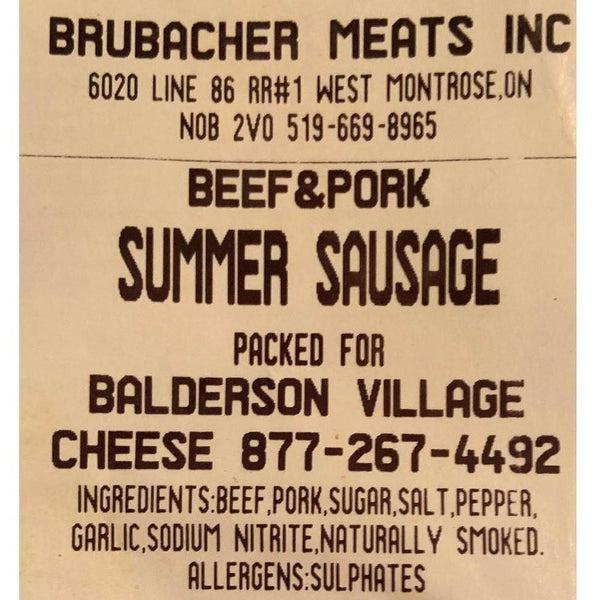 BRUBACHER MEATS INC
6020 LINE 86 RR#1 WEST MONTROSE,ON
NOB 2VO 519-669-8965
BEEF&PORK
SUMMER SAUSAGE
PACKED FOR
BALDERSON VILLAGE
CHEESE 877-267-4492
INGREDIENTS:BEEF,PORK,SUGAR,SALT,PEPPER,
GARLIC,SODIUM NITRITE,NATURALLY SMOKED.
ALLERGENS:SULPHATES